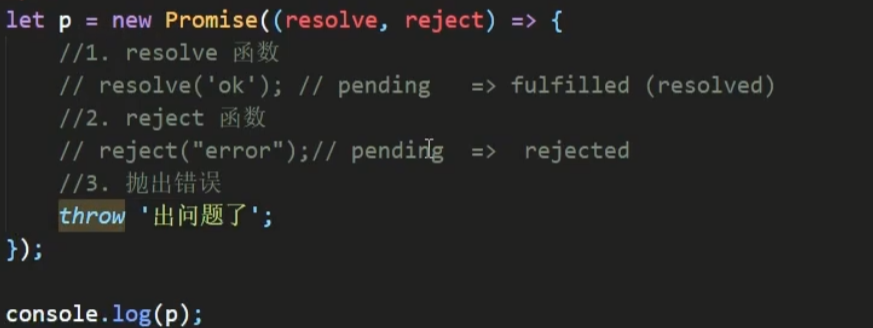 let p = new Promise((resolve, reject) => {
    //1. resolve 函数
    // resolve('ok'); // pending   => fulfilled (resolved)
    //2. reject 函数
    // reject("error");// pending  =>  rejected
    //3. 抛出错误
    throw '出问题了';
});
console.log(p);